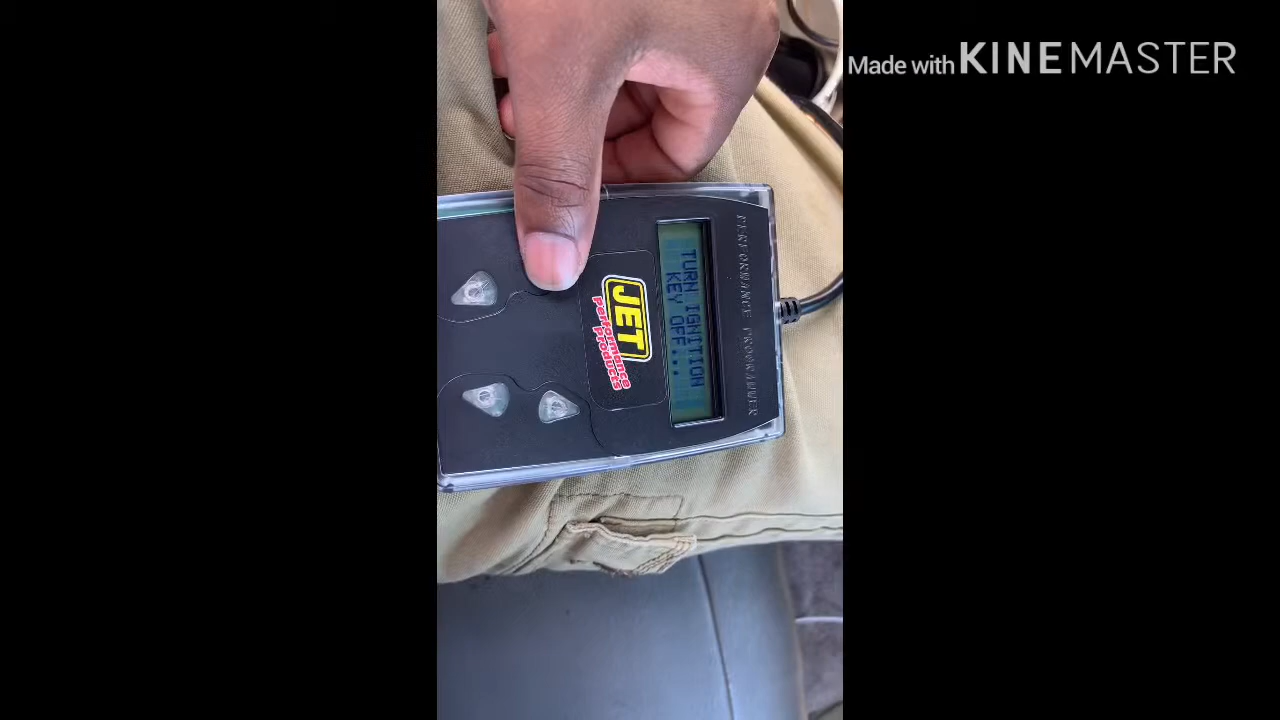 Made with KINEMASTER
PERFORMANCE PROGRAMMER
TURN IGNITION
KEY OFF...
JET
Performance
products